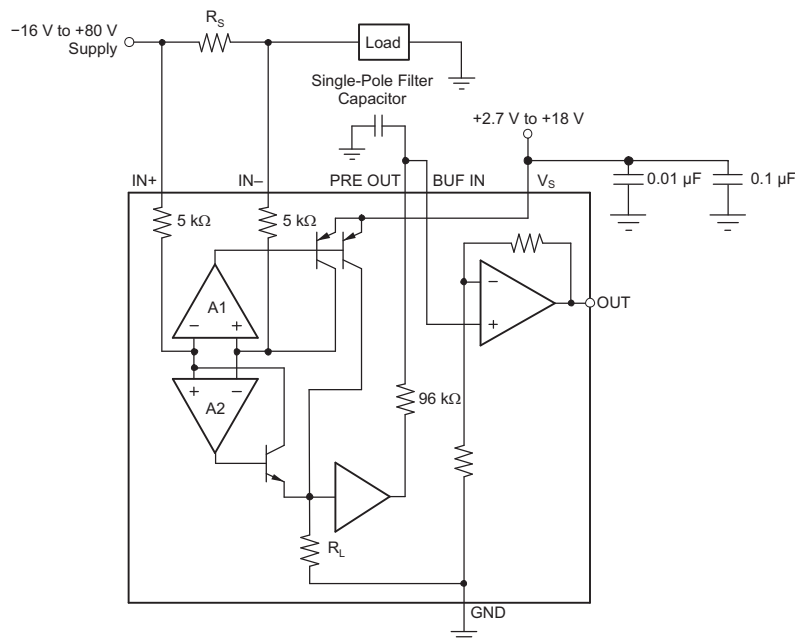 R_S
−16 V to +80 V
Supply
Load
Single-Pole Filter
Capacitor
+2.7 V to +18 V
IN+
IN–
PRE OUT
BUF IN
V_S
0.01 µF
0.1 µF
5 kΩ
5 kΩ
A1
− +
+ −
A2
−
+
OUT
96 kΩ
R_L
GND